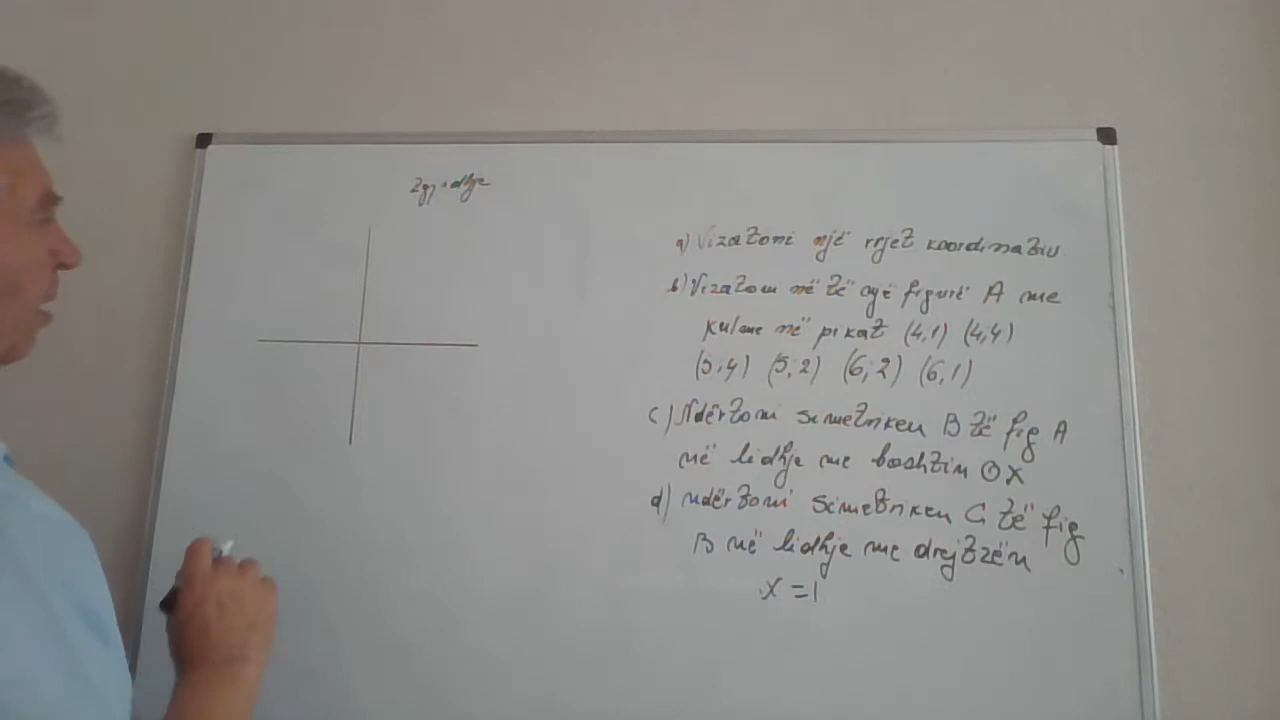 Zgjidhje
a) Vizatoni një rrjet koordinativ.
b) Vizatoni në të një figurë A me
kulme në pikat (4,1) (4,4)
(5,4) (5,2) (6,2) (6,1)
c) Ndërtoni simetriken B të fig A
në lidhje me boshtin OX
d) ndërtoni simetriken C të fig
B në lidhje me drejtzën
x = 1